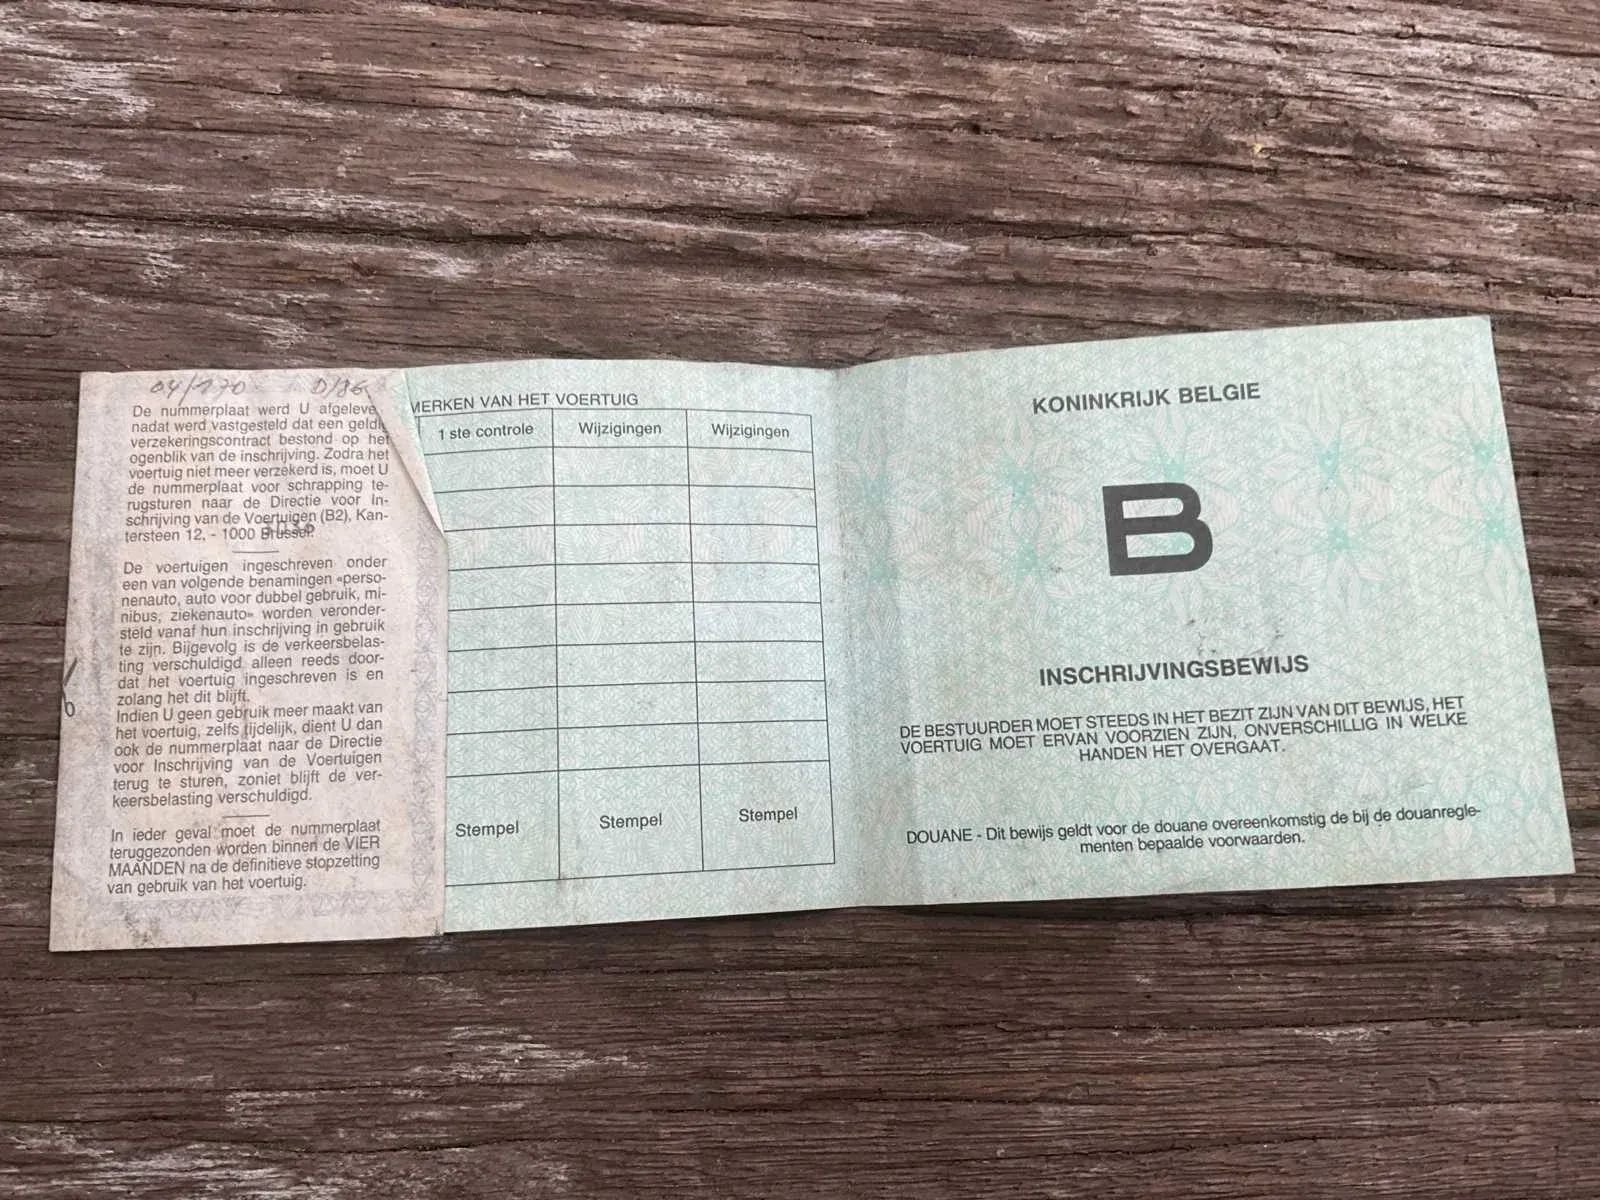 04/170 D/86
De nummerplaat werd U afgeleve
nadat werd vastgesteld dat een geldig
verzekeringscontract bestond op het
ogenblik van de inschrijving. Zodra het
voertuig niet meer verzekerd is, moet U
de nummerplaat voor schrapping te-
rugsturen naar de Directie voor In-
schrijving van de Voertuigen (B2), Kan-
tersteen 12, - 1000 Brussel.
De voertuigen ingeschreven onder
een van volgende benamingen «perso-
nenauto, auto voor dubbel gebruik, mi-
nibus, ziekenauto» worden veronder-
steld vanaf hun inschrijving in gebruik
te zijn. Bijgevolg is de verkeersbelas-
ting verschuldigd alleen reeds door-
dat het voertuig ingeschreven is en
zolang het dit blijft.
Indien U geen gebruik meer maakt van
het voertuig, zelfs tijdelijk, dient U dan
ook de nummerplaat naar de Directie
voor Inschrijving van de Voertuigen
terug te sturen, zoniet blijft de ver-
keersbelasting verschuldigd.
In ieder geval moet de nummerplaat
teruggezonden worden binnen de VIER
MAANDEN na de definitieve stopzetting
van gebruik van het voertuig.
MERKEN VAN HET VOERTUIG
1 ste controle Wijzigingen Wijzigingen
Stempel Stempel Stempel
KONINKRIJK BELGIE
B
INSCHRIJVINGSBEWIJS
DE BESTUURDER MOET STEEDS IN HET BEZIT ZIJN VAN DIT BEWIJS, HET
VOERTUIG MOET ERVAN VOORZIEN ZIJN, ONVERSCHILLIG IN WELKE
HANDEN HET OVERGAAT.
DOUANE - Dit bewijs geldt voor de douane overeenkomstig de bij de douanregle-
menten bepaalde voorwaarden.